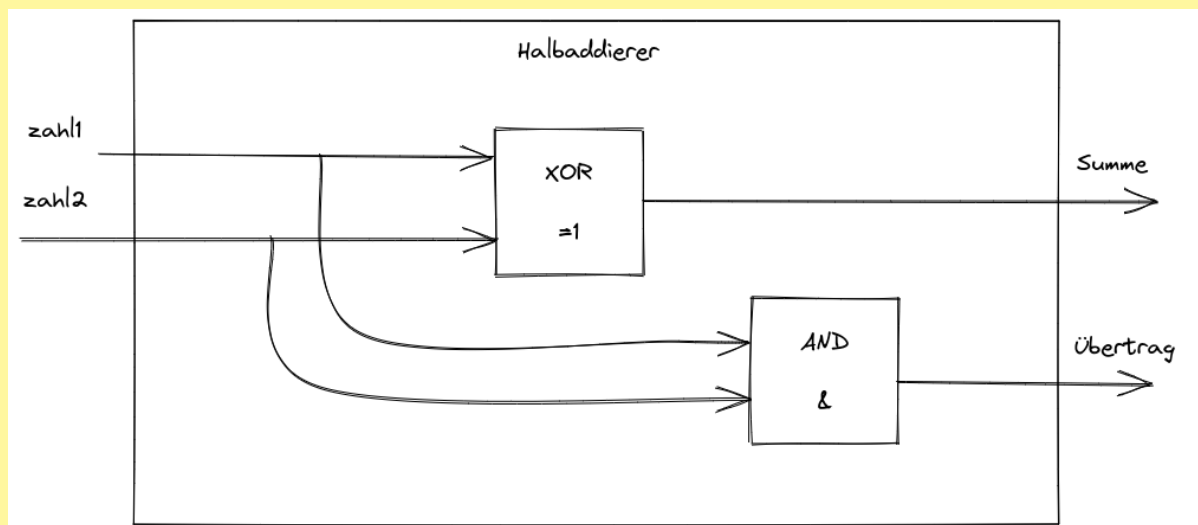 Halbaddierer
zahl1
zahl2
XOR
=1
Summe
AND
&
Übertrag